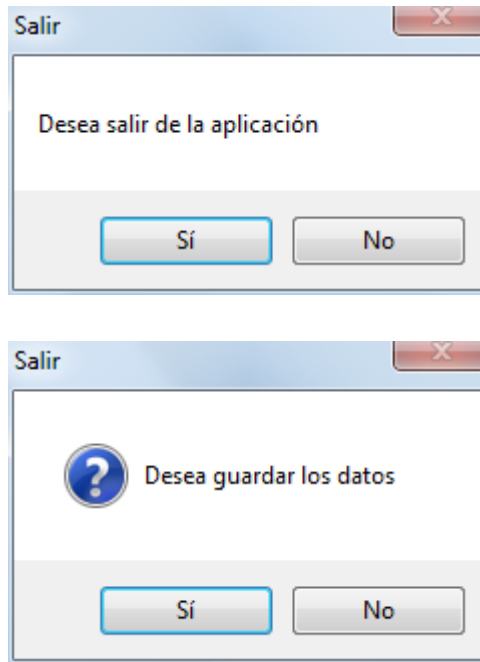 Salir
Desea salir de la aplicación
Sí No
Salir
Desea guardar los datos
Sí No